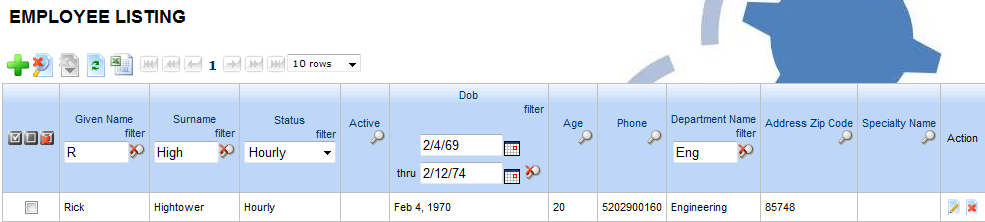 EMPLOYEE LISTING
1 10 rows
Given Name Surname Status Active Dob Age Phone Department Name Address Zip Code Specialty Name Action
filter filter filter filter filter
R High Hourly 2/4/69 Eng
thru 2/12/74
Rick Hightower Hourly Feb 4, 1970 20 5202900160 Engineering 85748